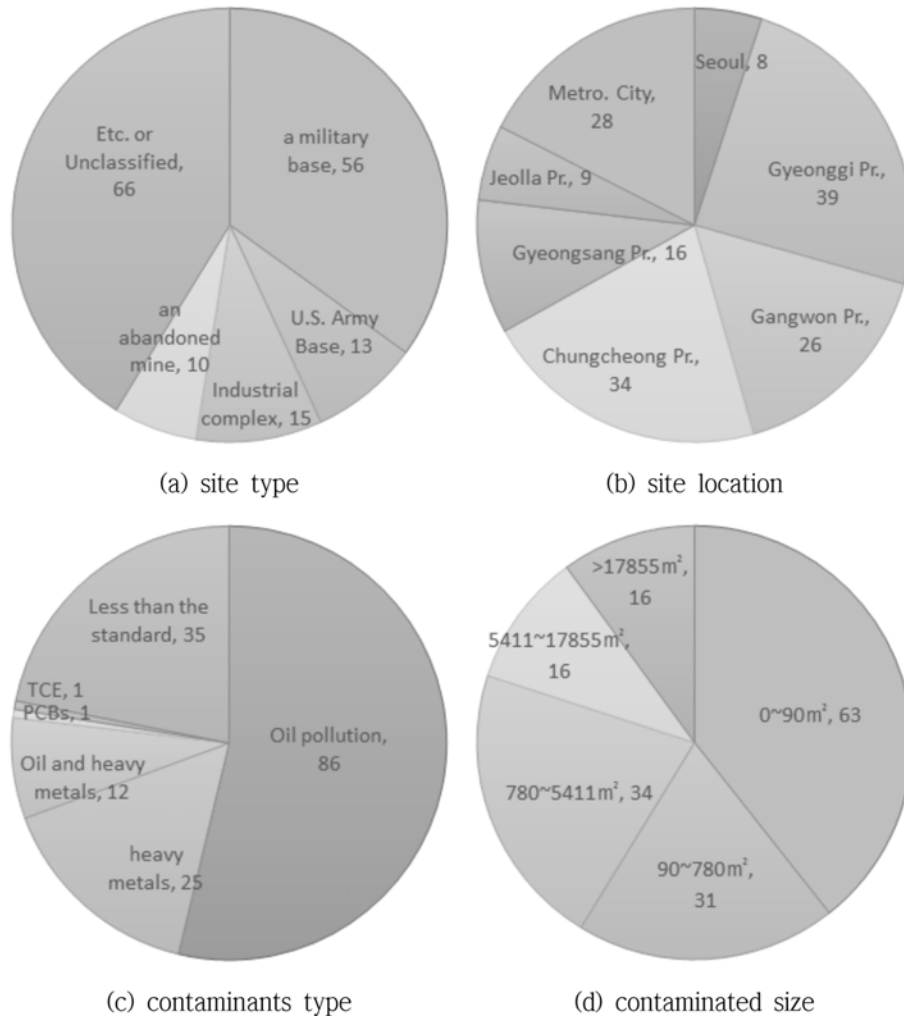 Etc. or
Unclassified,
66
a military
base, 56
U.S. Army
Base, 13
Industrial
complex, 15
an
abandoned
mine, 10
(a) site type
Seoul, 8
Gyeonggi Pr.,
39
Gangwon Pr.,
26
Chungcheong Pr.,
34
Gyeongsang Pr., 16
Jeolla Pr., 9
Metro. City,
28
(b) site location
Less than the
standard, 35
TCE, 1
PCBs, 1
Oil and heavy
metals, 12
heavy
metals, 25
Oil pollution,
86
(c) contaminants type
>17855㎡,
16
5411~17855㎡,
16
780~5411㎡, 34
90~780㎡,
31
0~90㎡, 63
(d) contaminated size